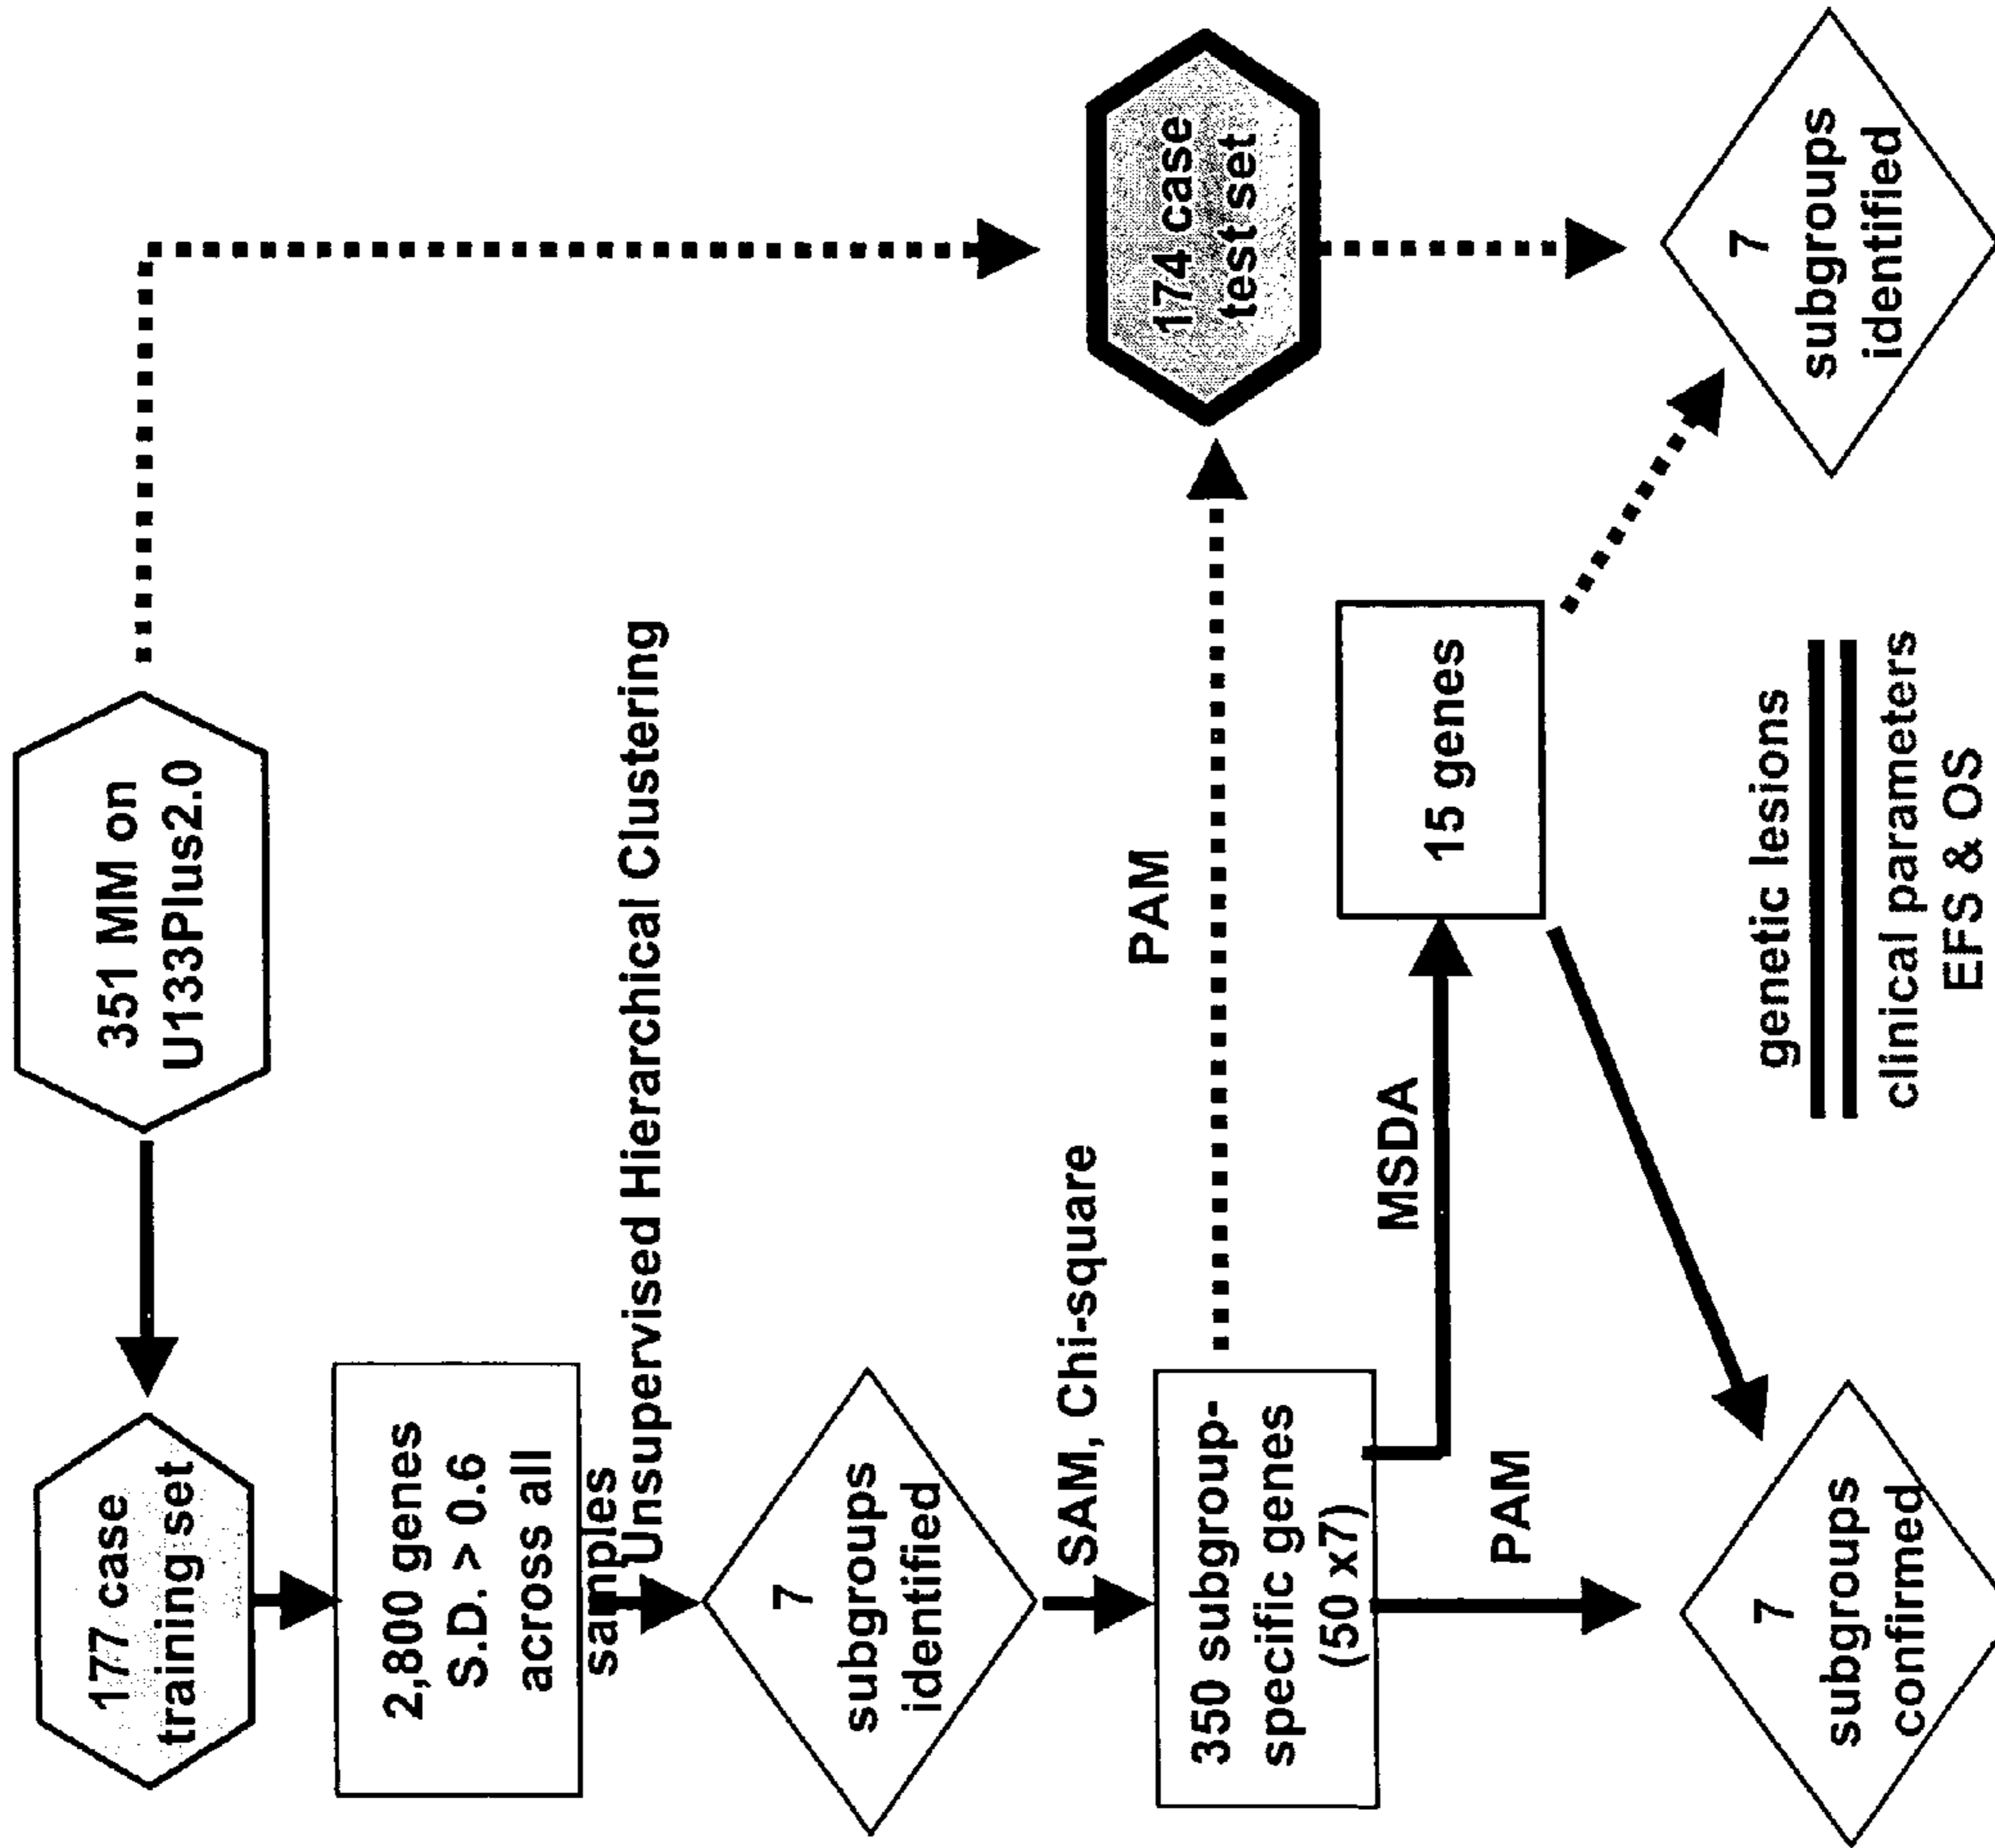 351 MM on
U133Plus2.0
177 case
training set
2,800 genes
S.D. > 0.6
across all
samples
Unsupervised Hierarchical Clustering
7
subgroups
identified
SAM, Chi-square
350 subgroup-
specific genes
(50 x7)
PAM
174 case
test set
MSDA
15 genes
PAM
7
subgroups
confirmed
genetic lesions
clinical parameters
EFS & OS
7
subgroups
identified